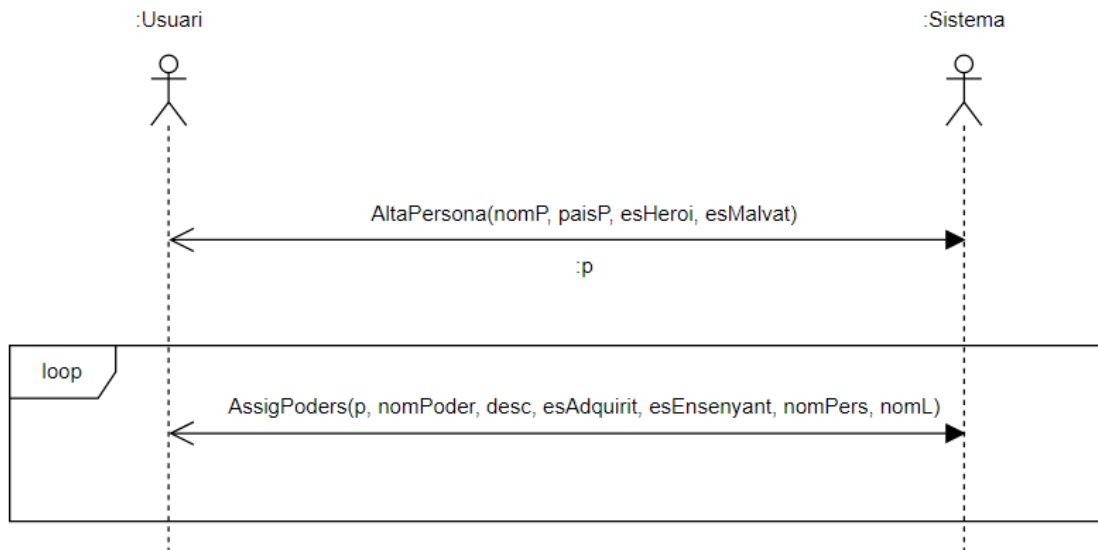 :Usuari
:Sistema
AltaPersona(nomP, paisP, esHeroi, esMalvat)
:p
loop
AssigPoders(p, nomPoder, desc, esAdquirit, esEnsenyant, nomPers, nomL)